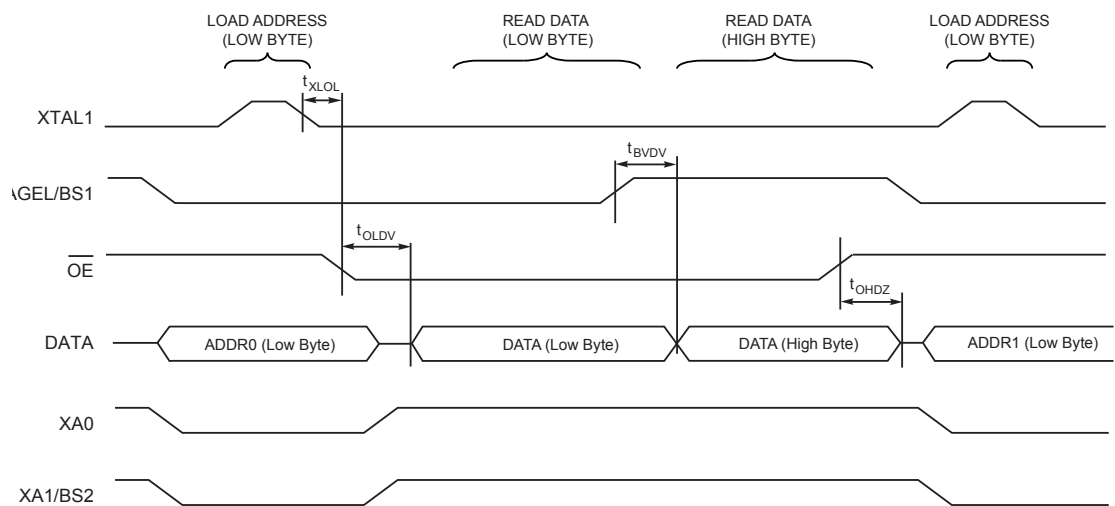 LOAD ADDRESS
(LOW BYTE)
READ DATA
(LOW BYTE)
READ DATA
(HIGH BYTE)
LOAD ADDRESS
(LOW BYTE)
tXLOL
XTAL1
tBVDV
AGEL/BS1
tOLDV
OE
tOHDZ
DATA
ADDR0 (Low Byte)
DATA (Low Byte)
DATA (High Byte)
ADDR1 (Low Byte)
XA0
XA1/BS2